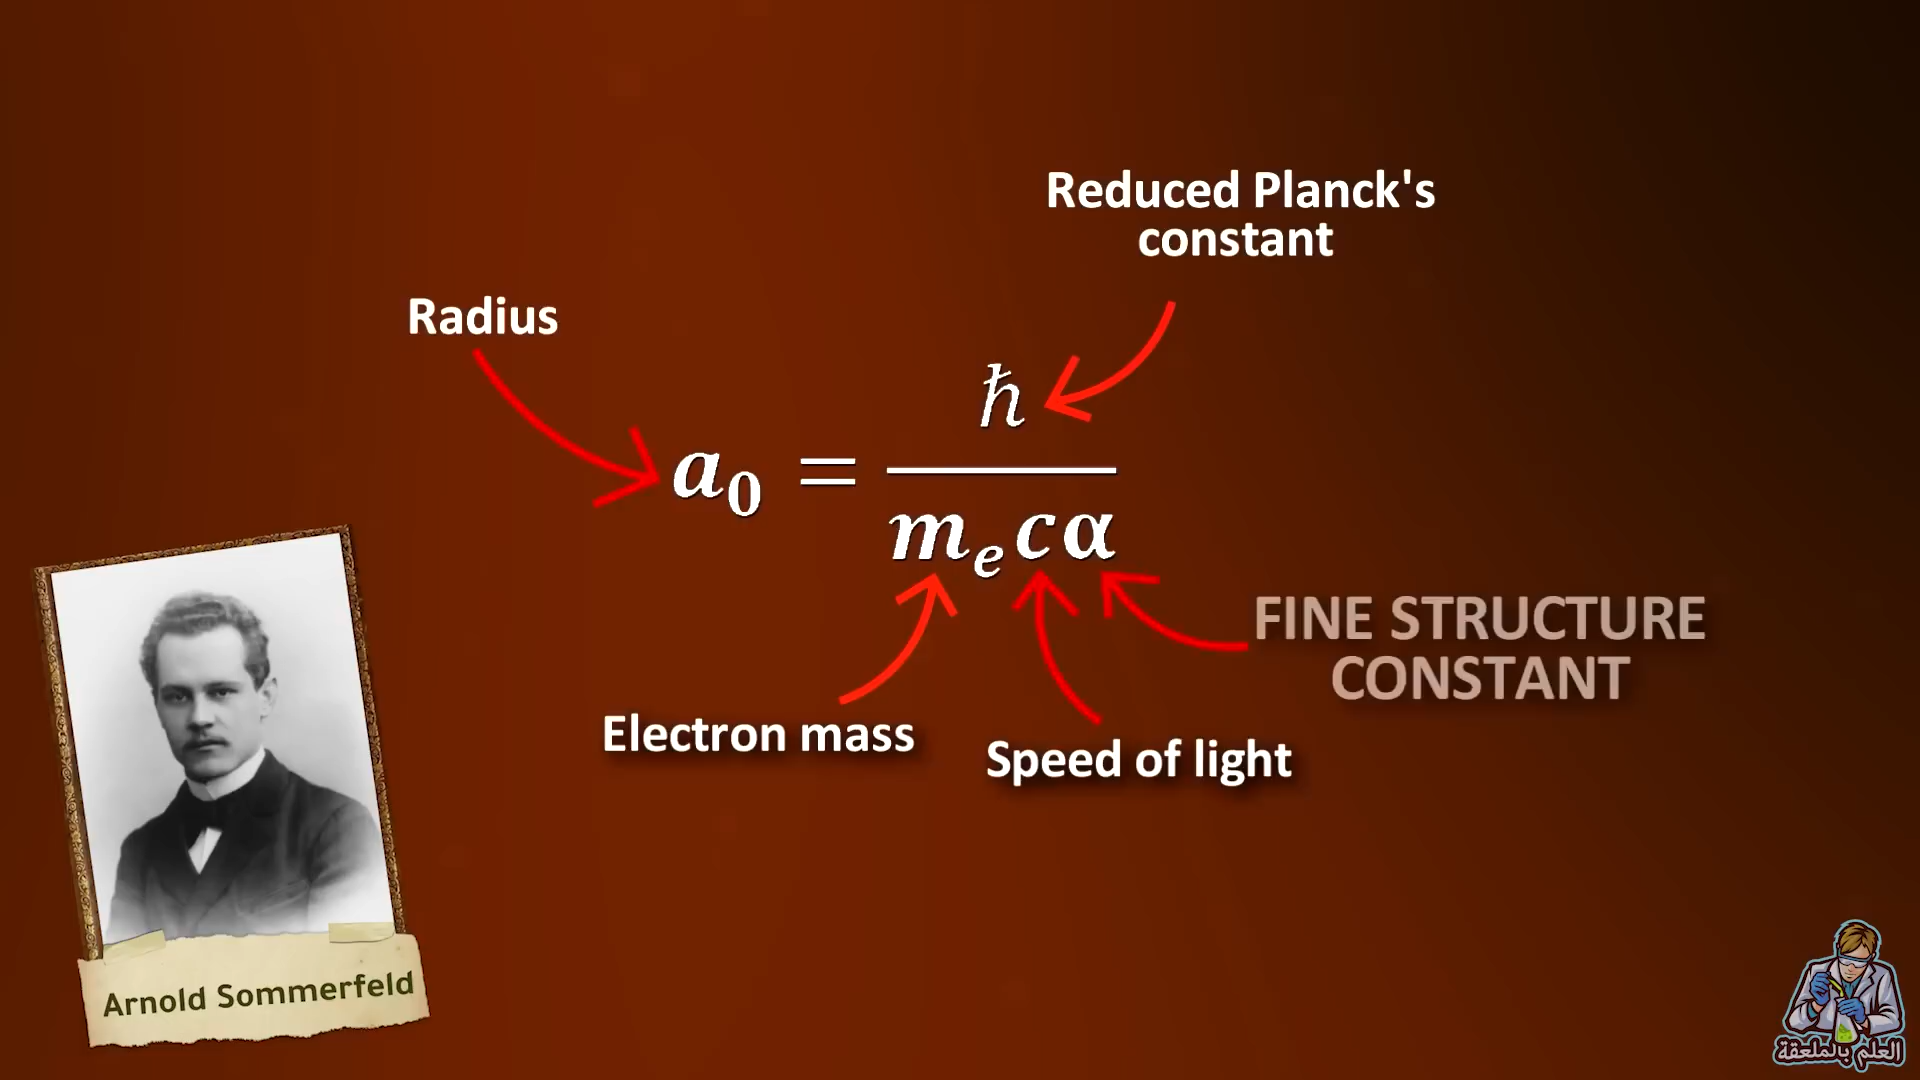 Reduced Planck's
constant
Radius
a₀ = ħ / mₑcα
FINE STRUCTURE
CONSTANT
Electron mass
Speed of light
Arnold Sommerfeld
العلم بالملعقة